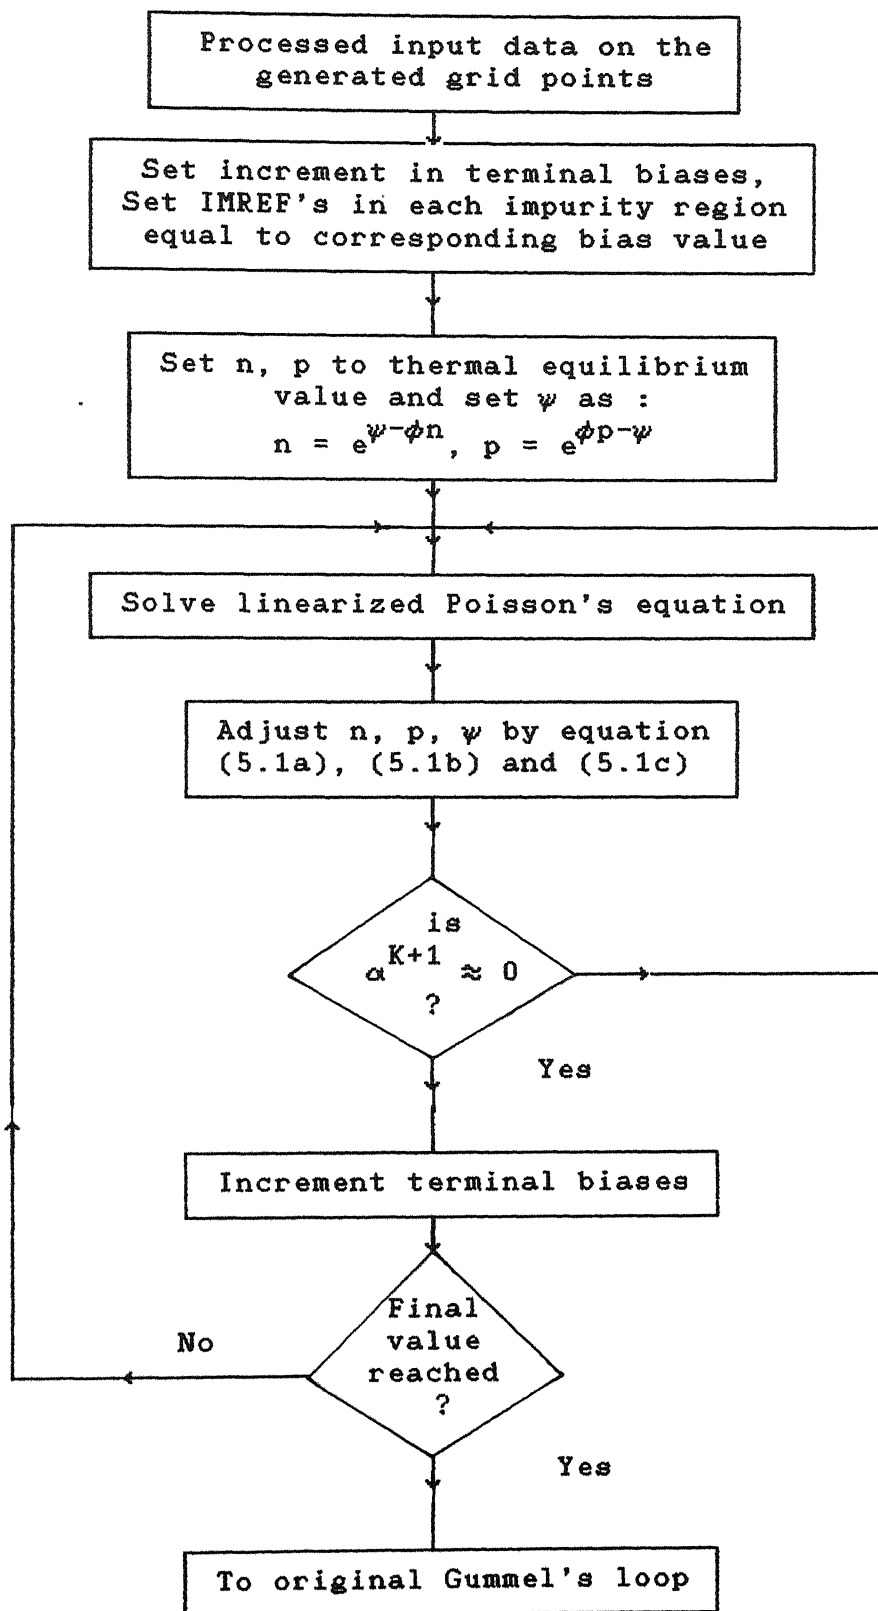 Processed input data on the
generated grid points
Set increment in terminal biases,
Set IMREF's in each impurity region
equal to corresponding bias value
Set n, p to thermal equilibrium
value and set ψ as :
n = e^ψ-ϕn, p = e^ϕp-ψ
Solve linearized Poisson's equation
Adjust n, p, ψ by equation
(5.1a), (5.1b) and (5.1c)
is
α^K+1 ≈ 0
?
Yes
Increment terminal biases
Final
value
reached
?
No
Yes
To original Gummel's loop